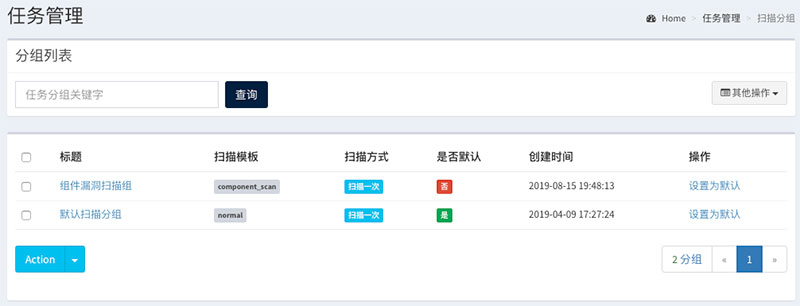 任务管理
Home > 任务管理 > 扫描分组
分组列表
任务分组关键字 查询 其他操作
标题 扫描模板 扫描方式 是否默认 创建时间 操作
组件漏洞扫描组 component_scan 扫描一次 否 2019-08-15 19:48:13 设置为默认
默认扫描分组 normal 扫描一次 是 2019-04-09 17:27:24 设置为默认
Action 2 分组 « 1 »